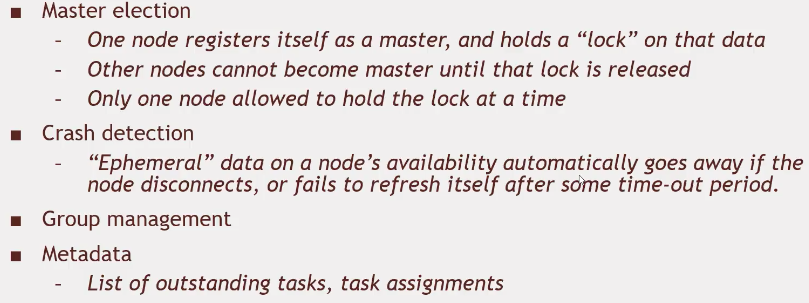 ■ Master election
– One node registers itself as a master, and holds a “lock” on that data
– Other nodes cannot become master until that lock is released
– Only one node allowed to hold the lock at a time
■ Crash detection
– “Ephemeral” data on a node’s availability automatically goes away if the
node disconnects, or fails to refresh itself after some time-out period.
■ Group management
■ Metadata
– List of outstanding tasks, task assignments